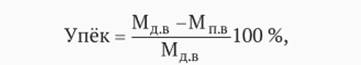 Упёк = (Мд.в – Мп.в) / Мд.в 100 %,